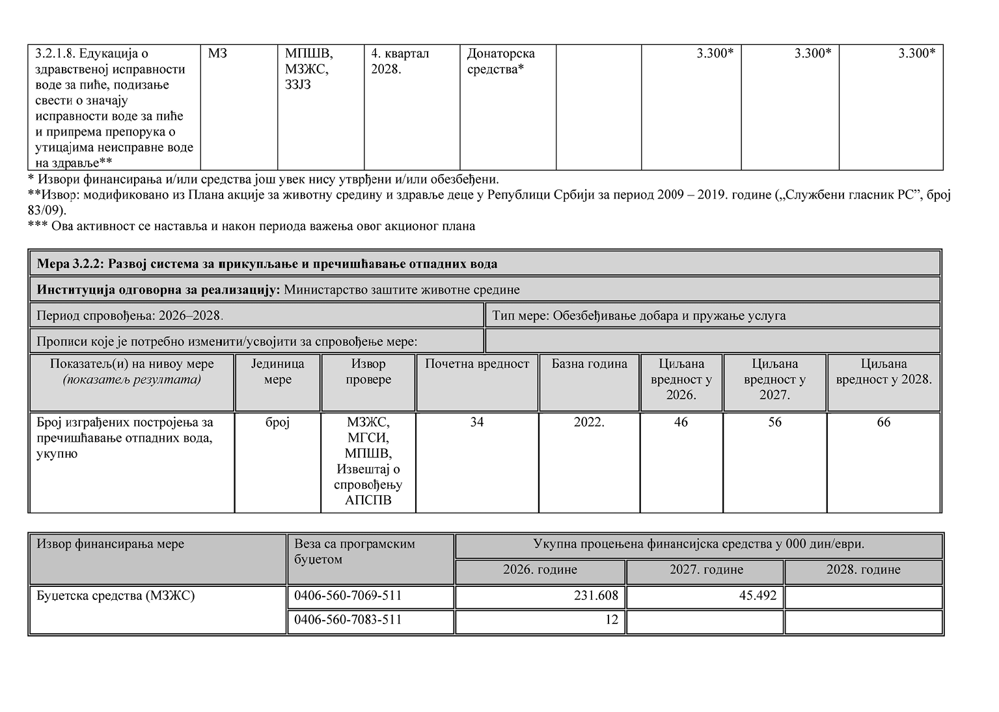 3.2.1.8. Едукација о
здравственој исправности
воде за пиће, подизање
свести о значају
исправности воде за пиће
и припрема препорука о
утицајима неисправне воде
на здравље**
МЗ
МПШВ,
МЗЖС,
ЗЗЈЗ
4. квартал
2028.
Донаторска
средства*
3.300*
3.300*
3.300*
* Извори финансирања и/или средства још увек нису утврђени и/или обезбеђени.
**Извор: модификовано из Плана акције за животну средину и здравље деце у Републици Србији за период 2009 – 2019. године („Службени гласник РС”, број
83/09).
*** Ова активност се наставља и након периода важења овог акционог плана
Мера 3.2.2: Развој система за прикупљање и пречишћавање отпадних вода
Институција одговорна за реализацију: Министарство заштите животне средине
Период спровођења: 2026–2028.
Тип мере: Обезбеђивање добара и пружање услуга
Прописи које је потребно изменити/усвојити за спровођење мере:
Показатељ(и) на нивоу мере
(показатељ резултата)
Јединица
мере
Извор
провере
Почетна вредност
Базна година
Циљана
вредност у
2026.
Циљана
вредност у
2027.
Циљана
вредност у 2028.
Број изграђених постројења за
пречишћавање отпадних вода,
укупно
број
МЗЖС,
МГСИ,
МПШВ,
Извештај о
спровођењу
АПСПВ
34
2022.
46
56
66
Извор финансирања мере
Веза са програмским
буџетом
Укупна процењена финансијска средства у 000 дин/еври.
2026. године
2027. године
2028. године
Буџетска средства (МЗЖС)
0406-560-7069-511
231.608
45.492
0406-560-7083-511
12